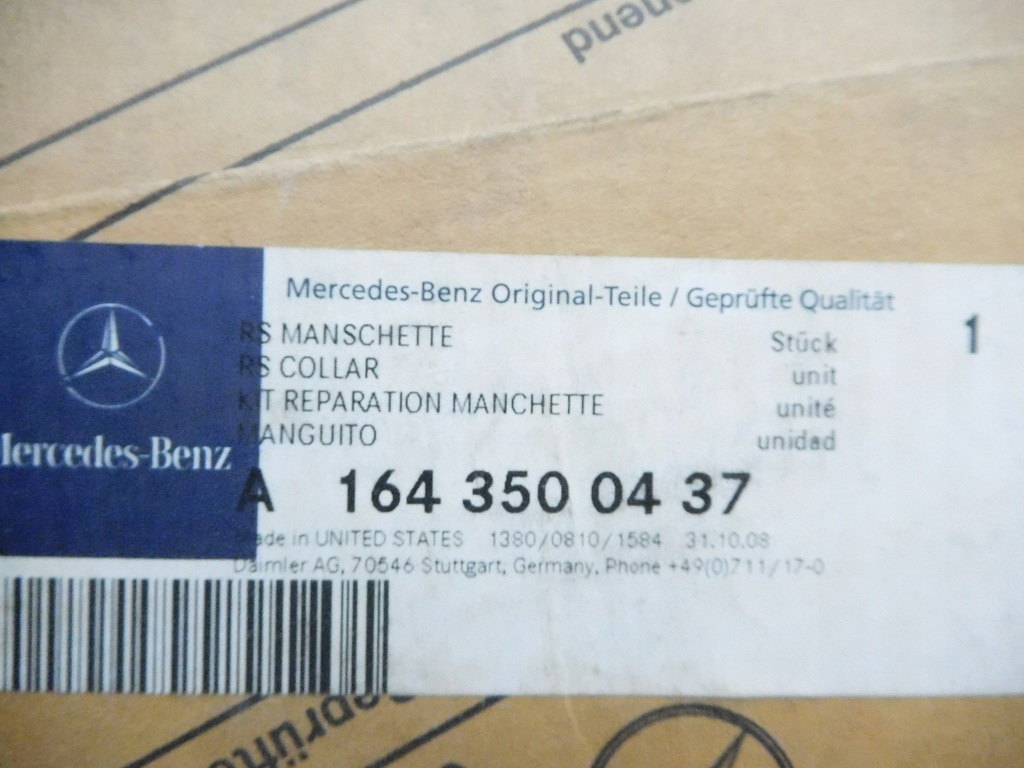 Mercedes-Benz Original-Teile / Geprüfte Qualität
RS MANSCHETTE Stück 1
RS COLLAR unit
KIT REPARATION MANCHETTE unité
MANGUITO unidad
Mercedes-Benz
A 164 350 04 37
Made in UNITED STATES 1380/0810/1584 31.10.08
Daimler AG, 70546 Stuttgart, Germany, Phone +49(0)711/17-0
Geprüfte